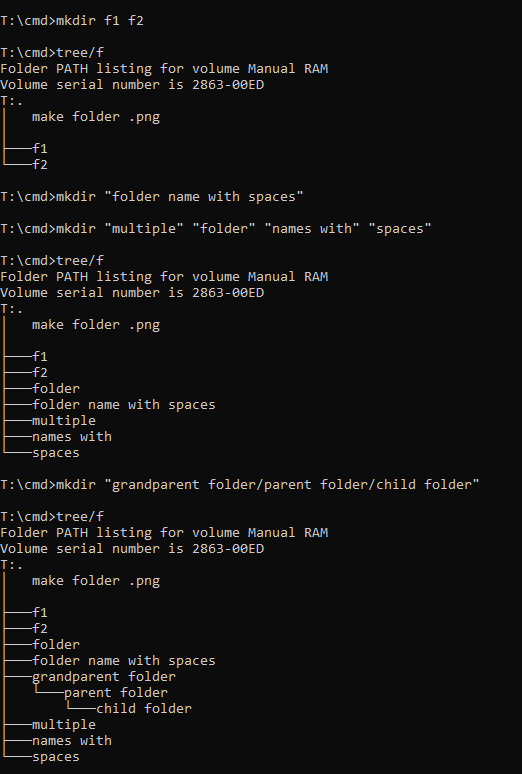 T:\cmd>mkdir f1 f2
T:\cmd>tree/f
Folder PATH listing for volume Manual RAM
Volume serial number is 2863-00ED
T:.
│   make folder .png
│
├───f1
└───f2
T:\cmd>mkdir "folder name with spaces"
T:\cmd>mkdir "multiple" "folder" "names with" "spaces"
T:\cmd>tree/f
Folder PATH listing for volume Manual RAM
Volume serial number is 2863-00ED
T:.
│   make folder .png
│
├───f1
├───f2
├───folder
├───folder name with spaces
├───multiple
├───names with
└───spaces
T:\cmd>mkdir "grandparent folder/parent folder/child folder"
T:\cmd>tree/f
Folder PATH listing for volume Manual RAM
Volume serial number is 2863-00ED
T:.
│   make folder .png
│
├───f1
├───f2
├───folder
├───folder name with spaces
├───grandparent folder
│   └───parent folder
│       └───child folder
├───multiple
├───names with
└───spaces